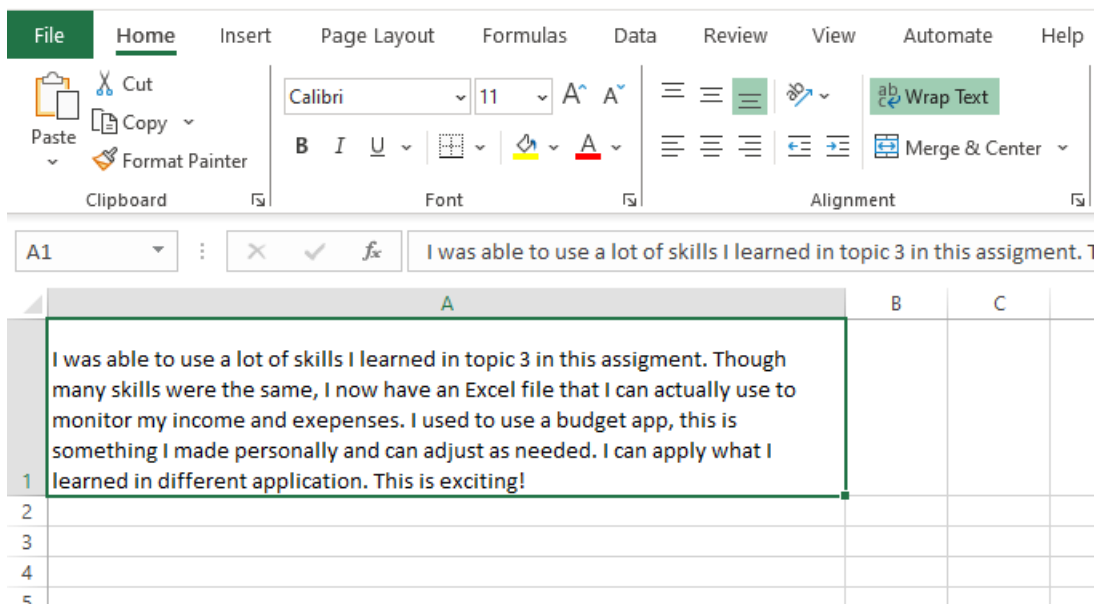 File Home Insert Page Layout Formulas Data Review View Automate Help
Cut
Copy
Paste
Format Painter
Clipboard
Calibri 11 A A
B I U A
Font
ab c Wrap Text
Merge & Center
Alignment
A1 fx I was able to use a lot of skills I learned in topic 3 in this assigment. T
A B C
I was able to use a lot of skills I learned in topic 3 in this assigment. Though
many skills were the same, I now have an Excel file that I can actually use to
monitor my income and exepenses. I used to use a budget app, this is
something I made personally and can adjust as needed. I can apply what I
1 learned in different application. This is exciting!
2
3
4
5